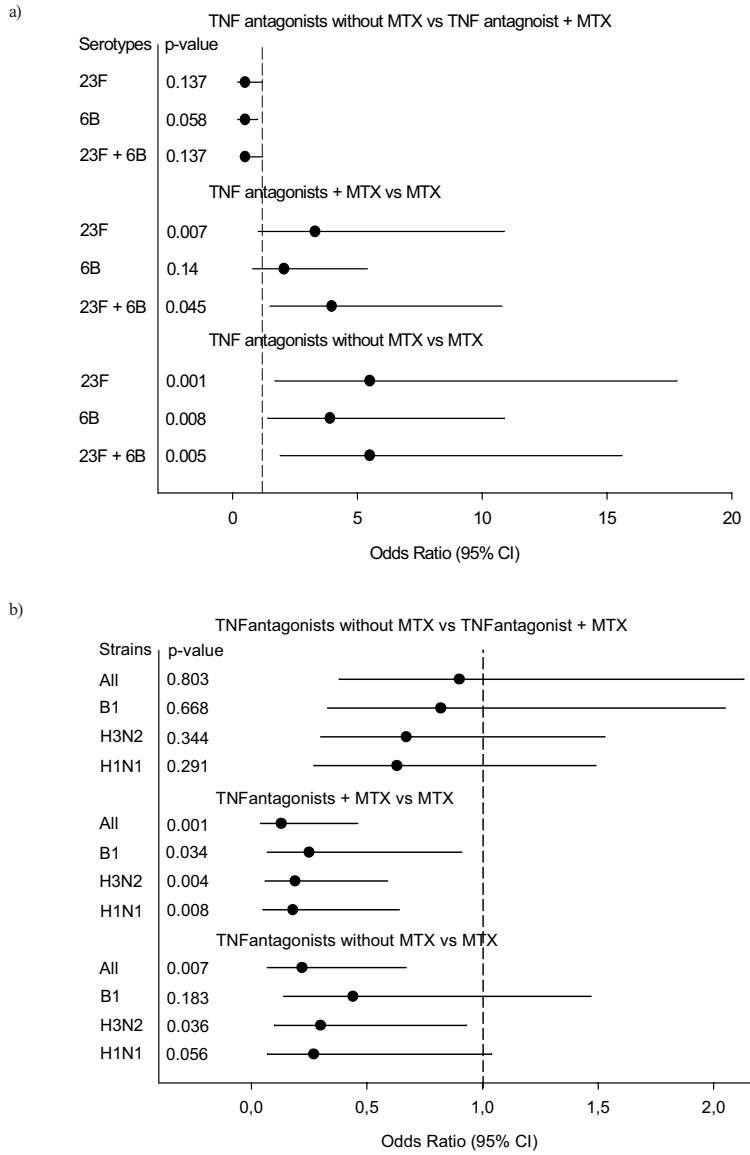 a)
TNF antagonists without MTX vs TNF antagnoist + MTX
Serotypes p-value
23F 0.137
6B 0.058
23F + 6B 0.137
TNF antagonists + MTX vs MTX
23F 0.007
6B 0.14
23F + 6B 0.045
TNF antagonists without MTX vs MTX
23F 0.001
6B 0.008
23F + 6B 0.005
0 5 10 15 20
Odds Ratio (95% CI)
b)
TNFantagonists without MTX vs TNFantagonist + MTX
Strains p-value
All 0.803
B1 0.668
H3N2 0.344
H1N1 0.291
TNFantagonists + MTX vs MTX
All 0.001
B1 0.034
H3N2 0.004
H1N1 0.008
TNFantagonists without MTX vs MTX
All 0.007
B1 0.183
H3N2 0.036
H1N1 0.056
0,0 0,5 1,0 1,5 2,0
Odds Ratio (95% CI)